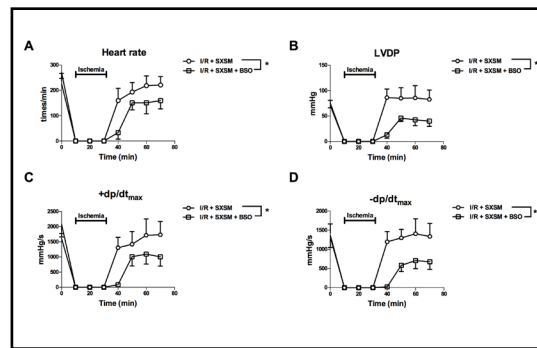 A
Heart rate
I/R + SXSM
I/R + SXSM + BSO
*
Ischemia
300
200
100
0
times/min
0 20 40 60 80
Time (min)
B
LVDP
I/R + SXSM
I/R + SXSM + BSO
*
Ischemia
150
100
50
0
mmHg
0 20 40 60 80
Time (min)
C
+dp/dtmax
I/R + SXSM
I/R + SXSM + BSO
*
Ischemia
2500
2000
1500
1000
500
0
mmHg/s
0 20 40 60 80
Time (min)
D
-dp/dtmax
I/R + SXSM
I/R + SXSM + BSO
*
Ischemia
2000
1500
1000
500
0
mmHg/s
0 20 40 60 80
Time (min)